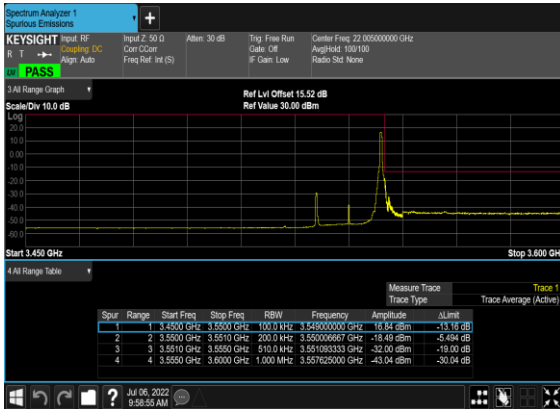 Spectrum Analyzer 1
Spurious Emissions
KEYSIGHT Input: RF Input Z: 50 Ω Atten: 30 dB Trig: Free Run Center Freq: 22.005000000 GHz
R T Coupling: DC Corr CCorr Gate: Off Avg|Hold: 100/100
Align: Auto Freq Ref: Int (S) IF Gain: Low Radio Std: None
PASS
3 All Range Graph Ref Lvl Offset 15.52 dB
Scale/Div 10.0 dB Ref Value 30.00 dBm
Log
20.0
10.0
0.00
-10.0
-20.0
-30.0
-40.0
-50.0
-60.0
Start 3.450 GHz Stop 3.600 GH
4 All Range Table
Measure Trace Trace 1
Trace Type Trace Average (Active)
Spur Range Start Freq Stop Freq RBW Frequency Amplitude ΔLimit
1 1 3.4500 GHz 3.5500 GHz 100.0 kHz 3.549000000 GHz 16.84 dBm -13.16 dB
2 2 3.5500 GHz 3.5510 GHz 200.0 kHz 3.550006667 GHz -18.49 dBm -5.494 dB
3 3 3.5510 GHz 3.5550 GHz 510.0 kHz 3.551093333 GHz -32.00 dBm -19.00 dB
4 4 3.5550 GHz 3.6000 GHz 1.000 MHz 3.557625000 GHz -43.04 dBm -30.04 dB
? Jul 06, 2022
9:58:55 AM